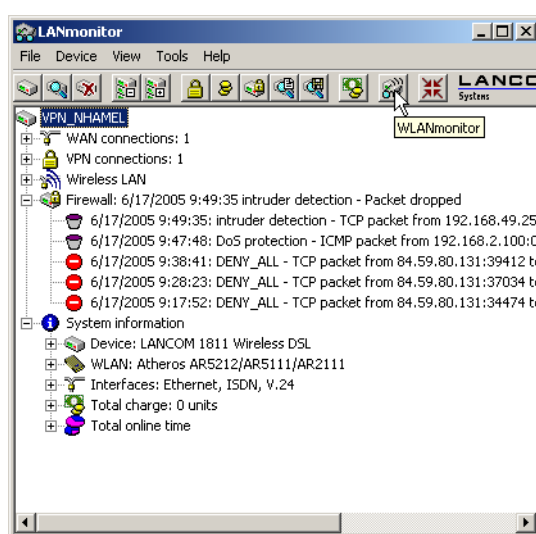 LANmonitor
File Device View Tools Help
LANCO
Systems
WLANmonitor
VPN_NHAMEL
WAN connections: 1
VPN connections: 1
Wireless LAN
Firewall: 6/17/2005 9:49:35 intruder detection - Packet dropped
6/17/2005 9:49:35: intruder detection - TCP packet from 192.168.49.25
6/17/2005 9:47:48: DoS protection - ICMP packet from 192.168.2.100:0
6/17/2005 9:38:41: DENY_ALL - TCP packet from 84.59.80.131:39412 to
6/17/2005 9:28:23: DENY_ALL - TCP packet from 84.59.80.131:37034 to
6/17/2005 9:17:52: DENY_ALL - TCP packet from 84.59.80.131:34474 to
System information
Device: LANCOM 1811 Wireless DSL
WLAN: Atheros AR5212/AR5111/AR2111
Interfaces: Ethernet, ISDN, V.24
Total charge: 0 units
Total online time